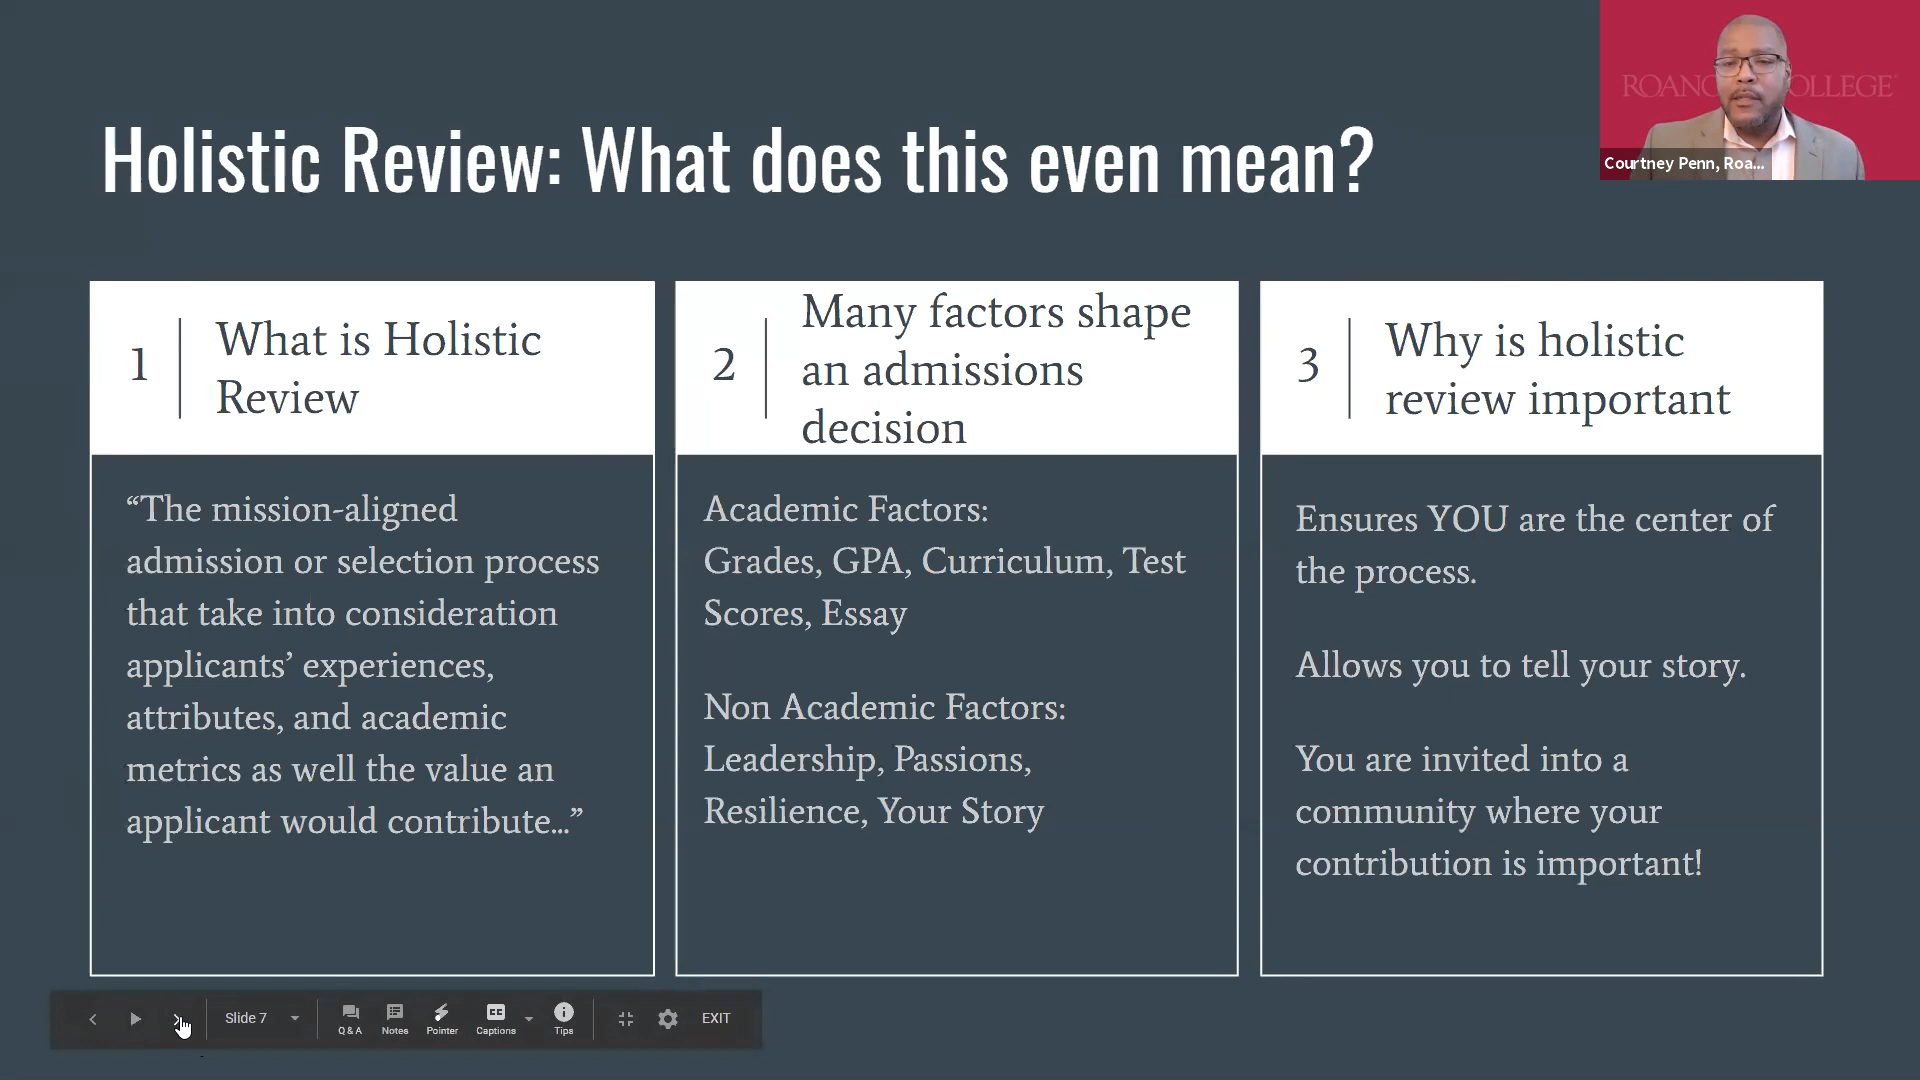 Holistic Review: What does this even mean?
ROANO OLLEGE
Courtney Penn, Roa...
1
What is Holistic
Review
“The mission-aligned
admission or selection process
that take into consideration
applicants’ experiences,
attributes, and academic
metrics as well the value an
applicant would contribute…”
2
Many factors shape
an admissions
decision
Academic Factors:
Grades, GPA, Curriculum, Test
Scores, Essay
Non Academic Factors:
Leadership, Passions,
Resilience, Your Story
3
Why is holistic
review important
Ensures YOU are the center of
the process.
Allows you to tell your story.
You are invited into a
community where your
contribution is important!
Slide 7
Q & A
Notes
Pointer
CC
Captions
Tips
EXIT